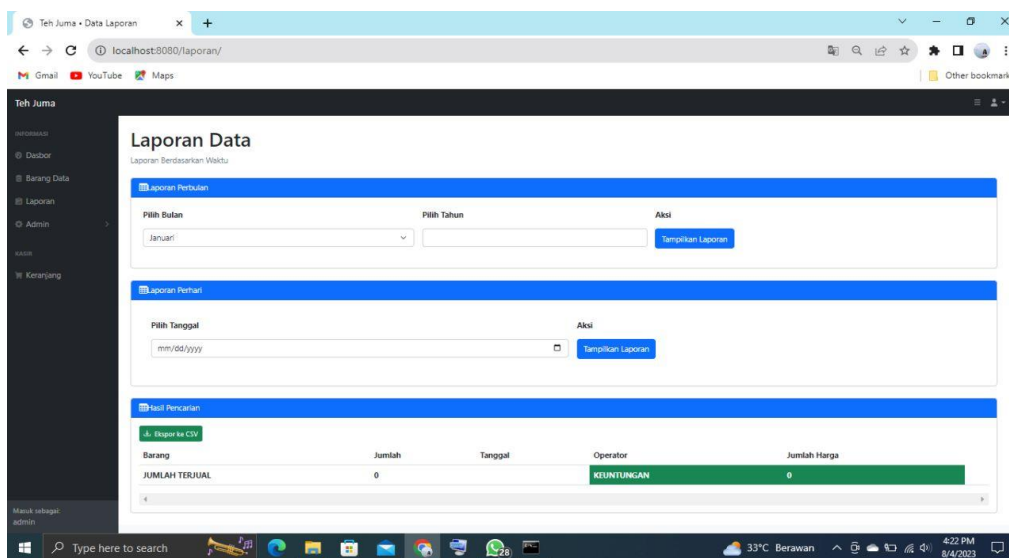 Teh Juma • Data Laporan
localhost:8080/laporan/
Gmail YouTube Maps Other bookmark
Teh Juma
INFORMASI
Dasbor
Barang Data
Laporan
Admin
KASIR
Keranjang
Masuk sebagai:
admin
Laporan Data
Laporan Berdasarkan Waktu
Laporan Perbulan
Pilih Bulan Pilih Tahun Aksi
Januari Tampilkan Laporan
Laporan Perhari
Pilih Tanggal Aksi
mm/dd/yyyy Tampilkan Laporan
Hasil Pencarian
Ekspor ke CSV
Barang Jumlah Tanggal Operator Jumlah Harga
JUMLAH TERJUAL 0 KEUNTUNGAN 0
Type here to search 28 33°C Berawan 4:22 PM
8/4/2023